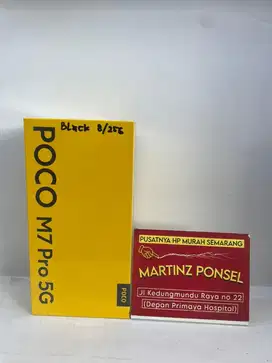 Black 8/256
POCO M7 Pro 5G
POCO
PUSATNYA HP MURAH SEMARANG
MARTINZ PONSEL
Jl Kedungmundu Raya no 22
(Depan Primaya Hospital)